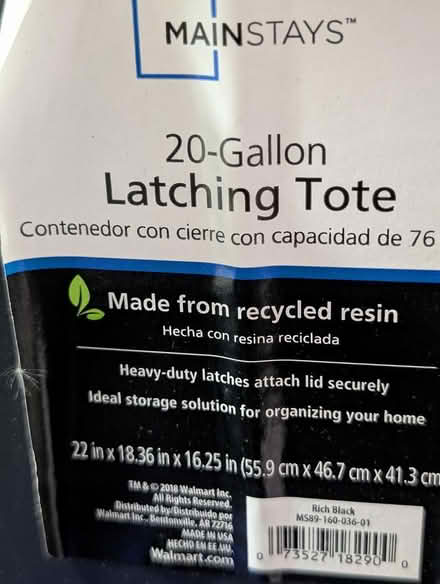 MAINSTAYS™
20-Gallon
Latching Tote
Contenedor con cierre con capacidad de 76
Made from recycled resin
Hecha con resina reciclada
Heavy-duty latches attach lid securely
Ideal storage solution for organizing your home
22 in x 18.36 in x 16.25 in (55.9 cm x 46.7 cm x 41.3 cm
TM & © 2018 Walmart Inc.
All Rights Reserved.
Distributed by/Distribuido por
Walmart Inc., Bentonville, AR 72716
MADE IN USA
HECHO EN EE.UU.
Walmart.com
Rich Black
MS89-160-036-01
0 73527 18290 0